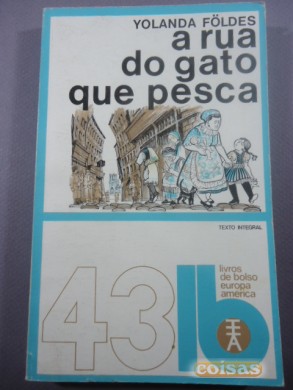 YOLANDA FÖLDES
a rua
do gato
que pesca
TEXTO INTEGRAL
43
livros
de bolso
europa
américa
coisas